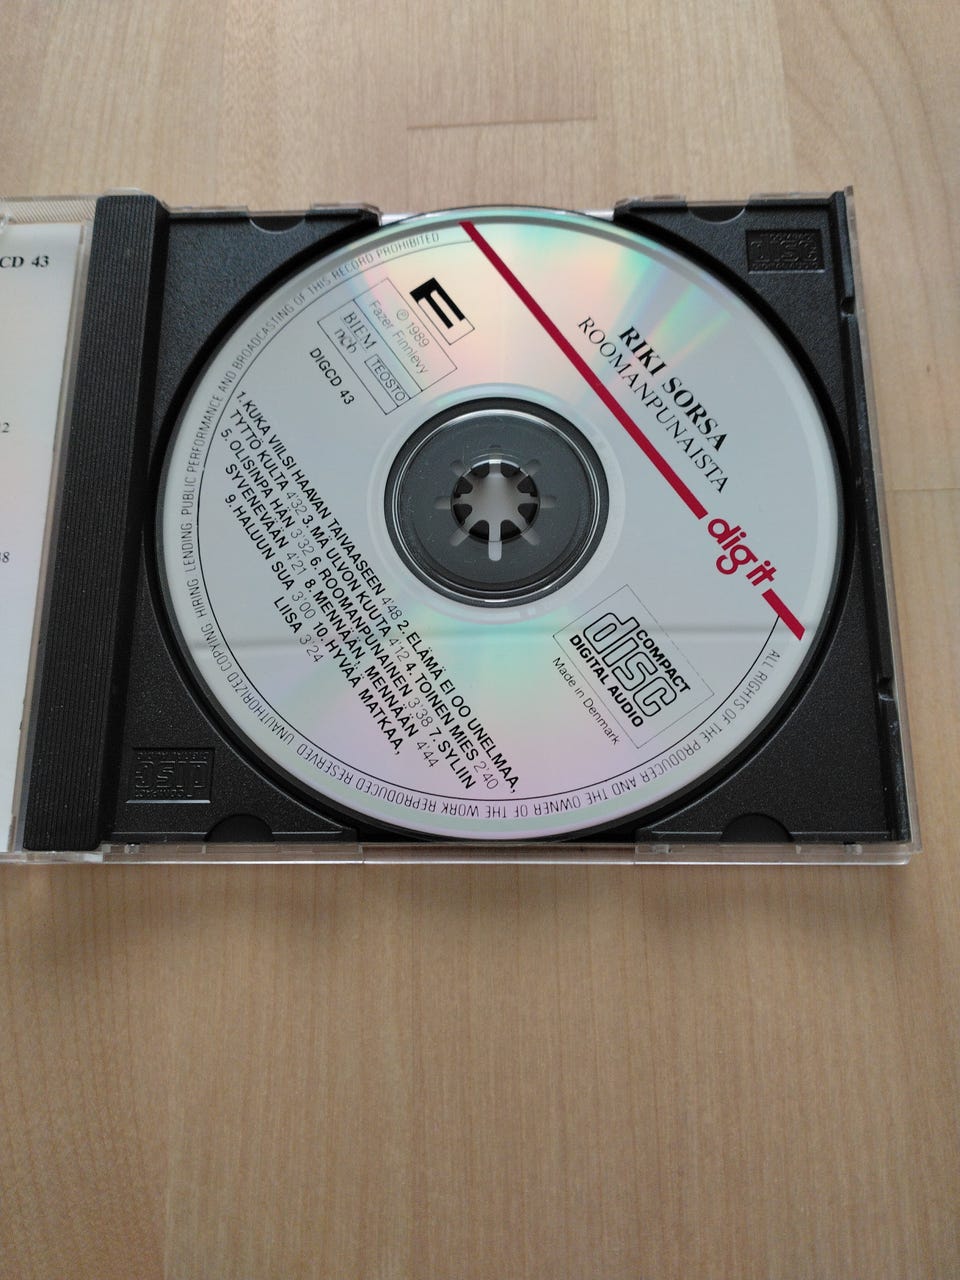 CD 43
2
38
RIKI SORSA
ROOMANPUNAISTA
dig it
E
℗ 1989
Fazer Finnlevy
BIEM
ncb
TEOSTO
DIGCD 43
1. KUKA VIILSI HAAVAN TAIVAASEEN 4'48 2. ELÄMÄ EI OO UNELMAA,
TYTTÖ KULTA 4'32 3. MÄ ULVON KUUTA 4'12 4. TOINEN MIES 2'40
5. OLISINPA HÄN 3'32 6. ROOMANPUNAINEN 3'38 7. SYLIIN
SYVENEVÄN 4'21 8. MENNÄÄN, MENNÄÄN 4'44
9. HALUUN SUA 3'00 10. HYVÄÄ MATKAA,
LIISA 3'24
COMPACT
disc
DIGITAL AUDIO
Made in Denmark
ALL RIGHTS OF THE PRODUCER AND THE OWNER OF THE WORK REPRODUCED RESERVED UNAUTHORIZED COPYING HIRING LENDING PUBLIC PERFORMANCE AND BROADCASTING OF THIS RECORD PROHIBITED